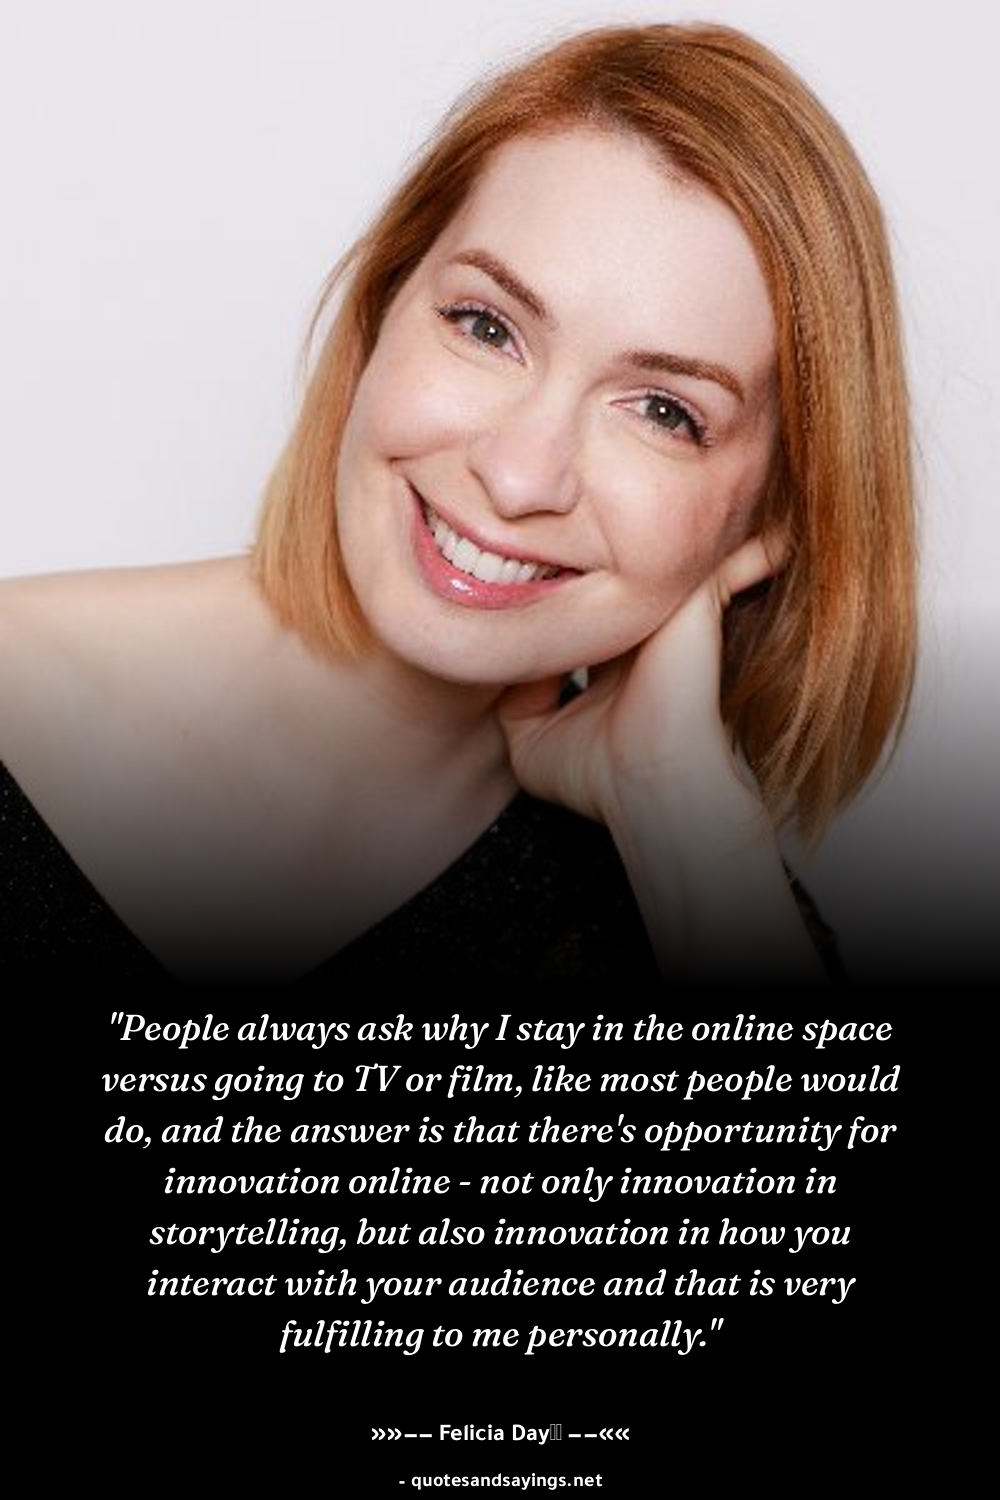 "People always ask why I stay in the online space
versus going to TV or film, like most people would
do, and the answer is that there's opportunity for
innovation online - not only innovation in
storytelling, but also innovation in how you
interact with your audience and that is very
fulfilling to me personally."
»»–– Felicia Day▯▯ ––««
- quotesandsayings.net